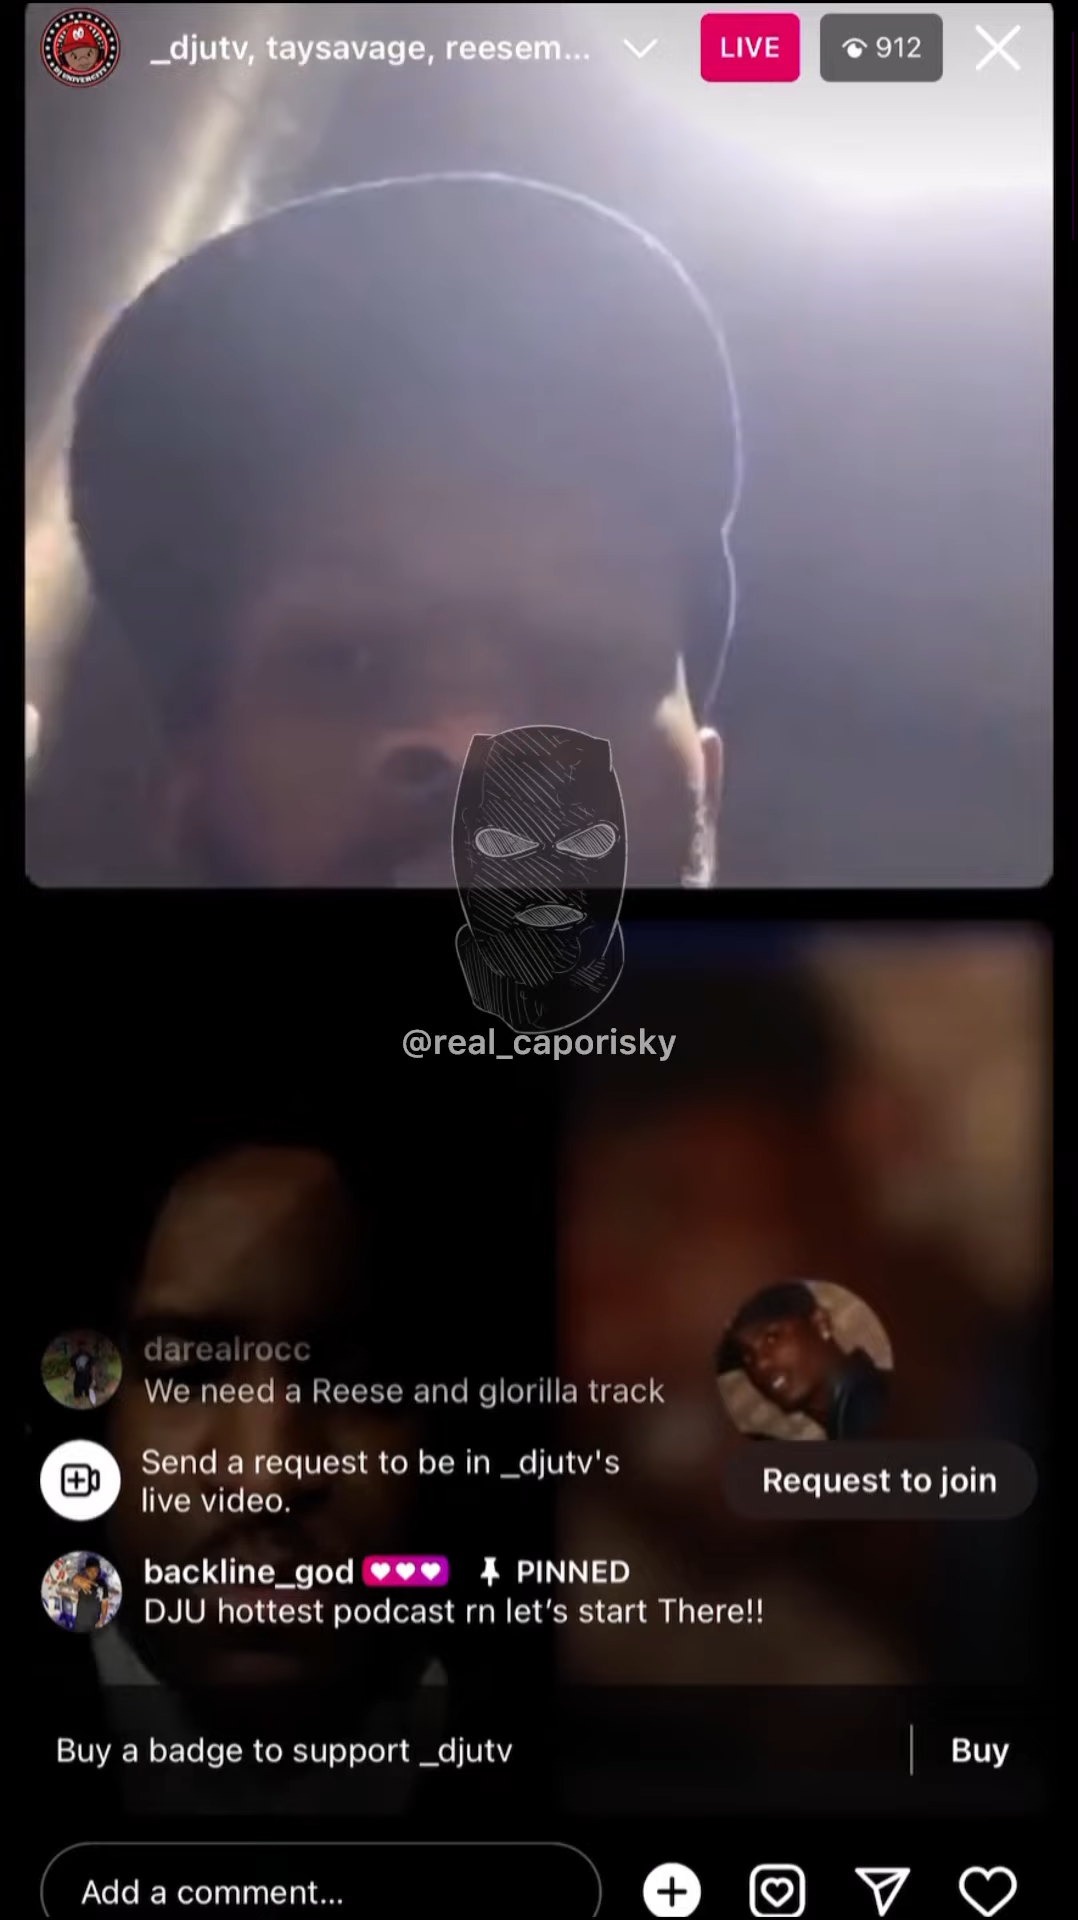 _djutv, taysavage, reesem...
LIVE
912
@real_caporisky
darealrocc
We need a Reese and glorilla track
Send a request to be in _djutv's
live video.
Request to join
backline_god PINNED
DJU hottest podcast rn let's start There!!
Buy a badge to support _djutv
Buy
Add a comment...